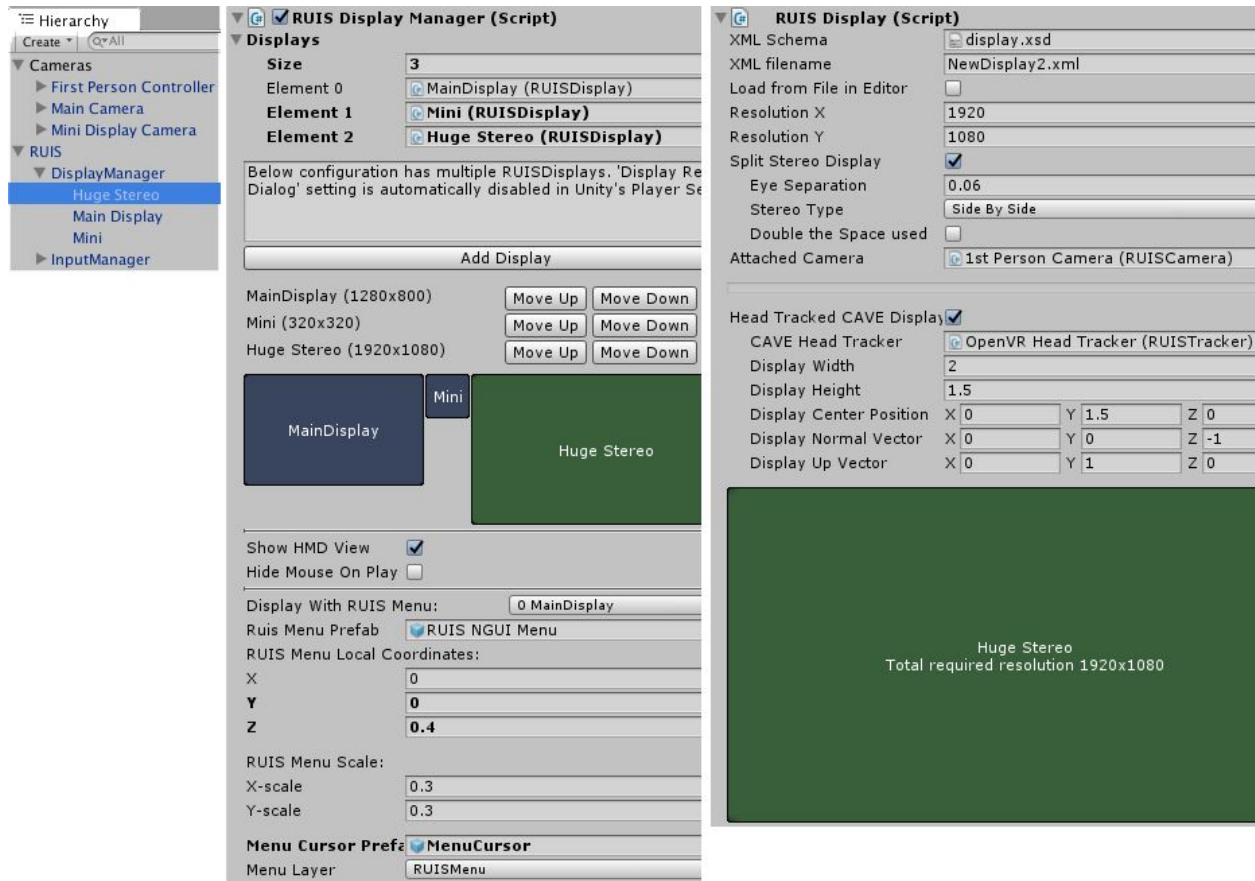 Hierarchy
Create
All
Cameras
First Person Controller
Main Camera
Mini Display Camera
RUIS
DisplayManager
Huge Stereo
Main Display
Mini
InputManager
RUIS Display Manager (Script)
Displays
Size 3
Element 0 MainDisplay (RUISDisplay)
Element 1 Mini (RUISDisplay)
Element 2 Huge Stereo (RUISDisplay)
Below configuration has multiple RUISDisplays. 'Display Re
Dialog' setting is automatically disabled in Unity's Player Se
Add Display
MainDisplay (1280x800) Move Up Move Down
Mini (320x320) Move Up Move Down
Huge Stereo (1920x1080) Move Up Move Down
MainDisplay
Mini
Huge Stereo
Show HMD View
Hide Mouse On Play
Display With RUIS Menu: 0 MainDisplay
Ruis Menu Prefab RUIS NGUI Menu
RUIS Menu Local Coordinates:
X 0
Y 0
Z 0.4
RUIS Menu Scale:
X-scale 0.3
Y-scale 0.3
Menu Cursor Prefa MenuCursor
Menu Layer RUISMenu
RUIS Display (Script)
XML Schema display.xsd
XML filename NewDisplay2.xml
Load from File in Editor
Resolution X 1920
Resolution Y 1080
Split Stereo Display
Eye Separation 0.06
Stereo Type Side By Side
Double the Space used
Attached Camera 1st Person Camera (RUISCamera)
Head Tracked CAVE Display
CAVE Head Tracker OpenVR Head Tracker (RUISTracker)
Display Width 2
Display Height 1.5
Display Center Position X 0 Y 1.5 Z 0
Display Normal Vector X 0 Y 0 Z -1
Display Up Vector X 0 Y 1 Z 0
Huge Stereo
Total required resolution 1920x1080